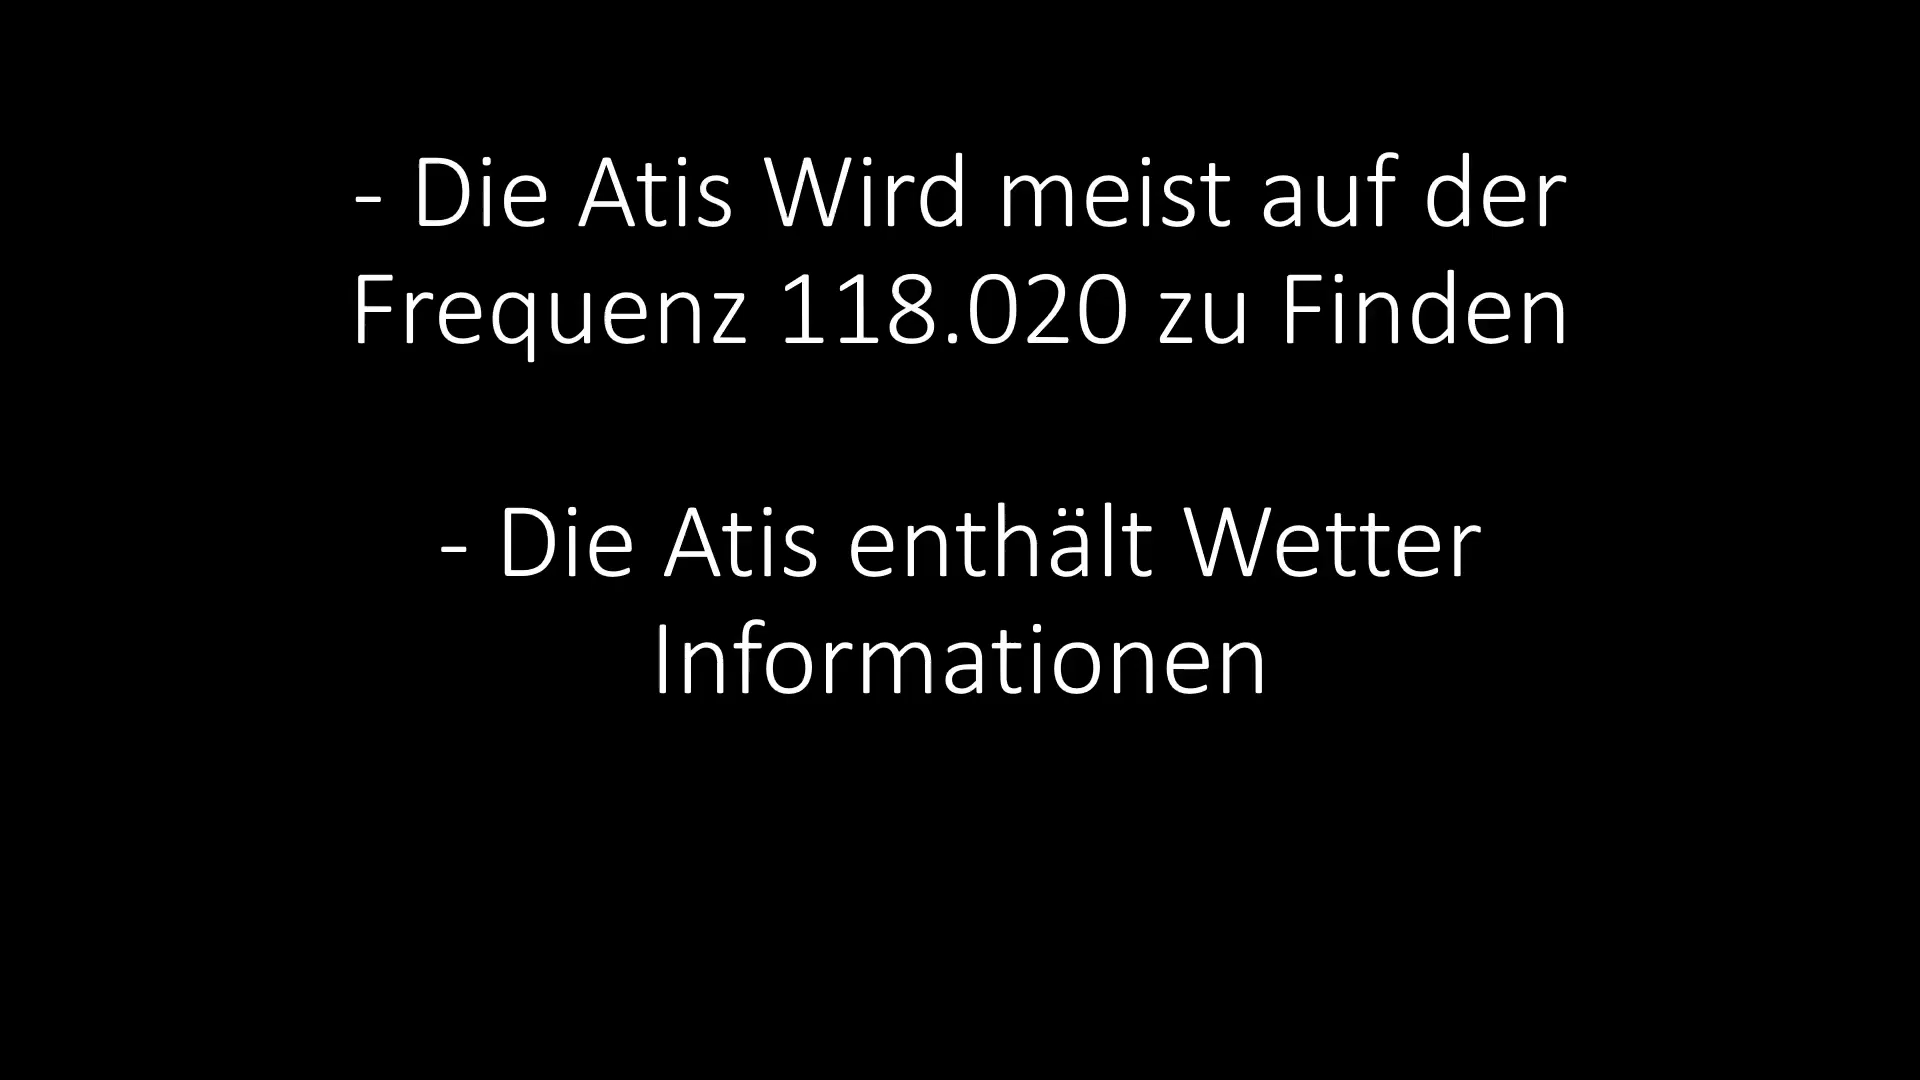 - Die Atis Wird meist auf der
Frequenz 118.020 zu Finden
- Die Atis enthält Wetter
Informationen